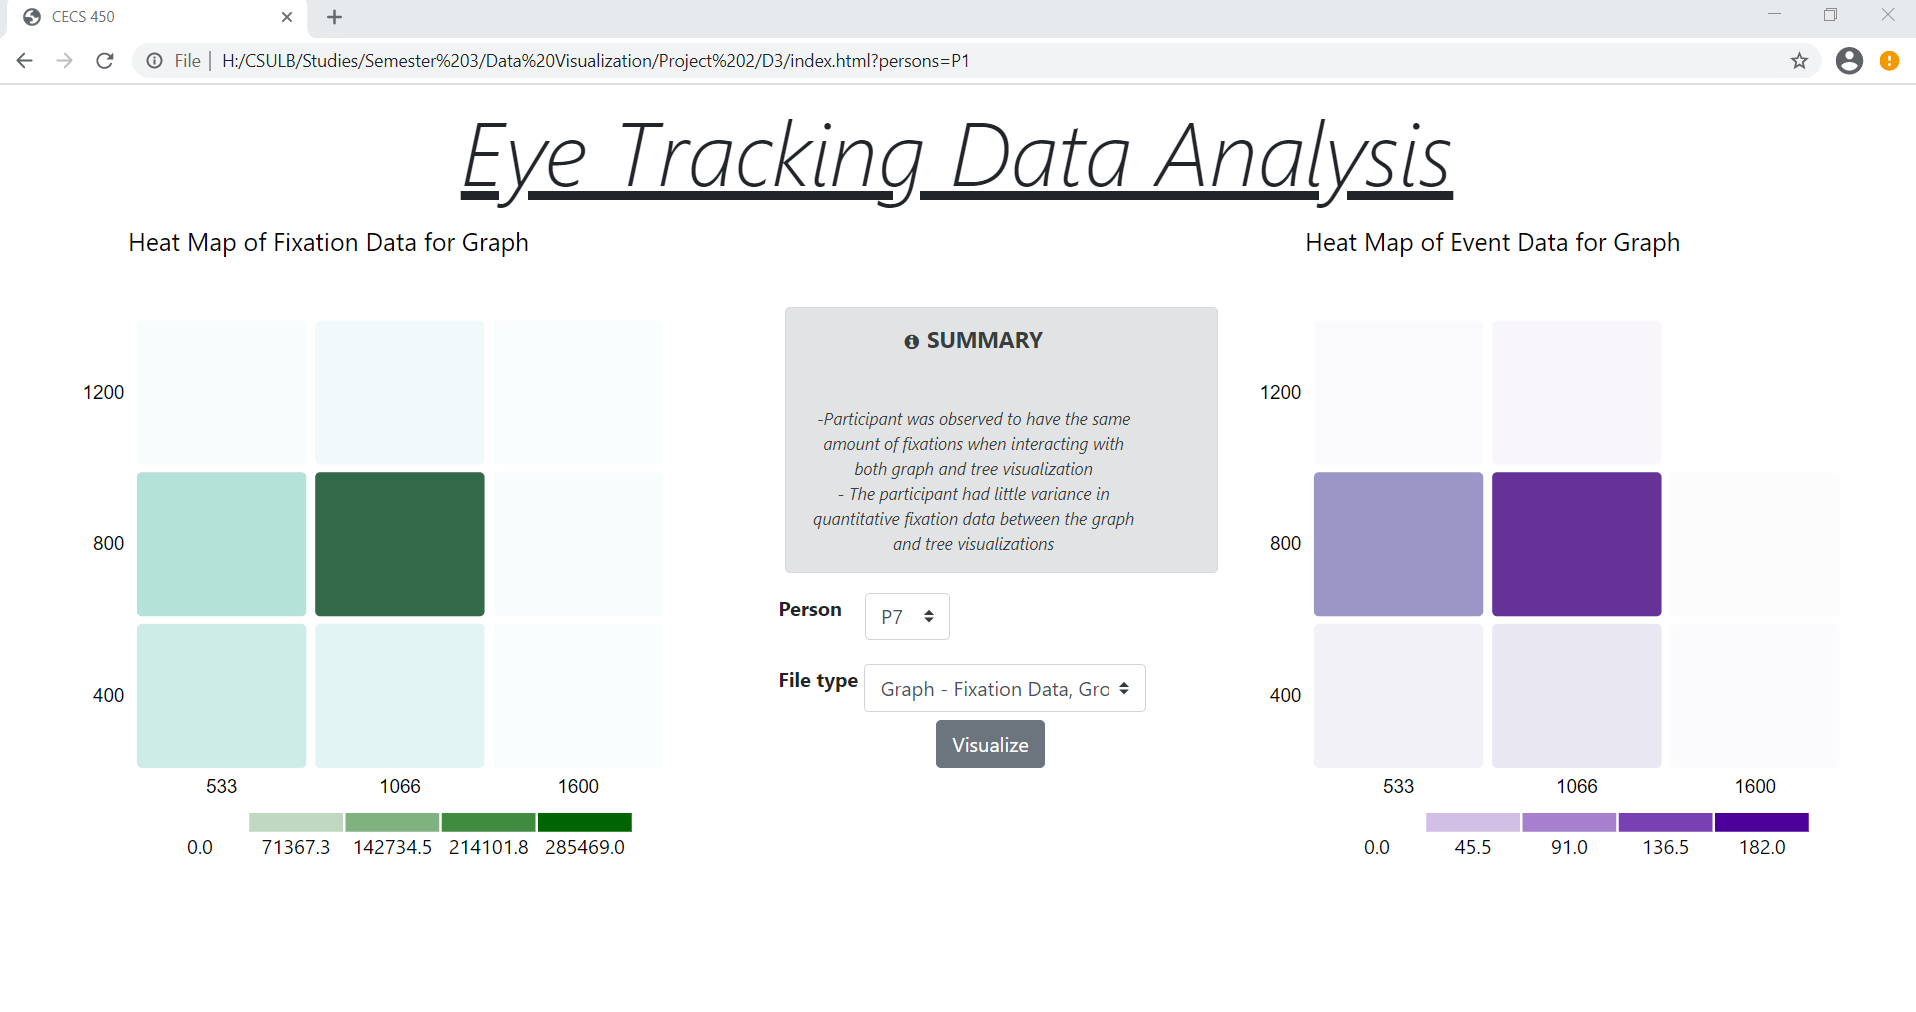 CECS 450
File
H:/CSULB/Studies/Semester%203/Data%20Visualization/Project%202/D3/index.html?persons=P1
Eye Tracking Data Analysis
Heat Map of Fixation Data for Graph
1200
800
400
533 1066 1600
0.0 71367.3 142734.5 214101.8 285469.0
SUMMARY
-Participant was observed to have the same
amount of fixations when interacting with
both graph and tree visualization
- The participant had little variance in
quantitative fixation data between the graph
and tree visualizations
Person P7
File type Graph - Fixation Data, Gro
Visualize
Heat Map of Event Data for Graph
1200
800
400
533 1066 1600
0.0 45.5 91.0 136.5 182.0